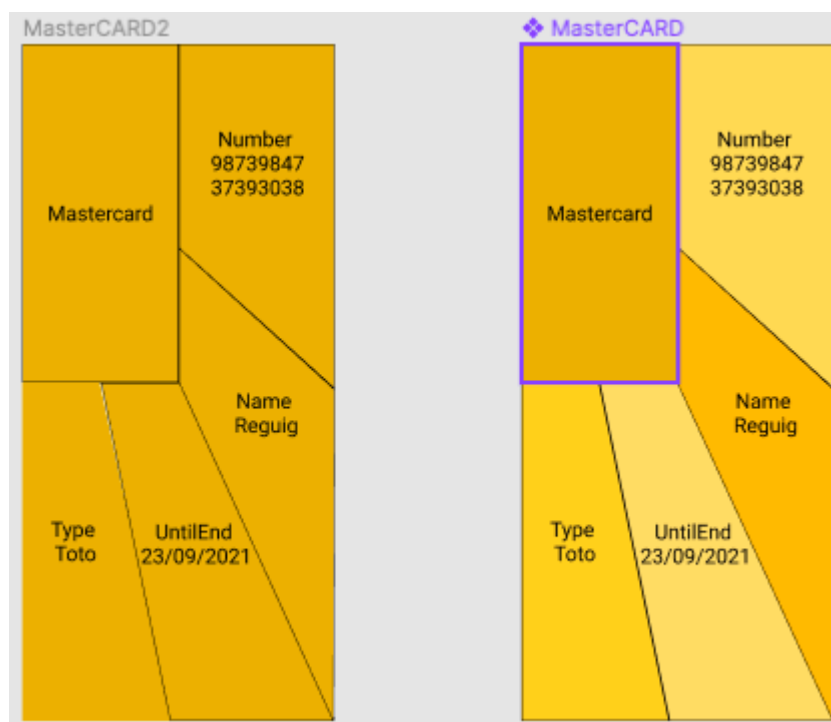 MasterCARD2
Mastercard
Number
98739847
37393038
Name
Reguig
Type
Toto
UntilEnd
23/09/2021
MasterCARD
Mastercard
Number
98739847
37393038
Name
Reguig
Type
Toto
UntilEnd
23/09/2021